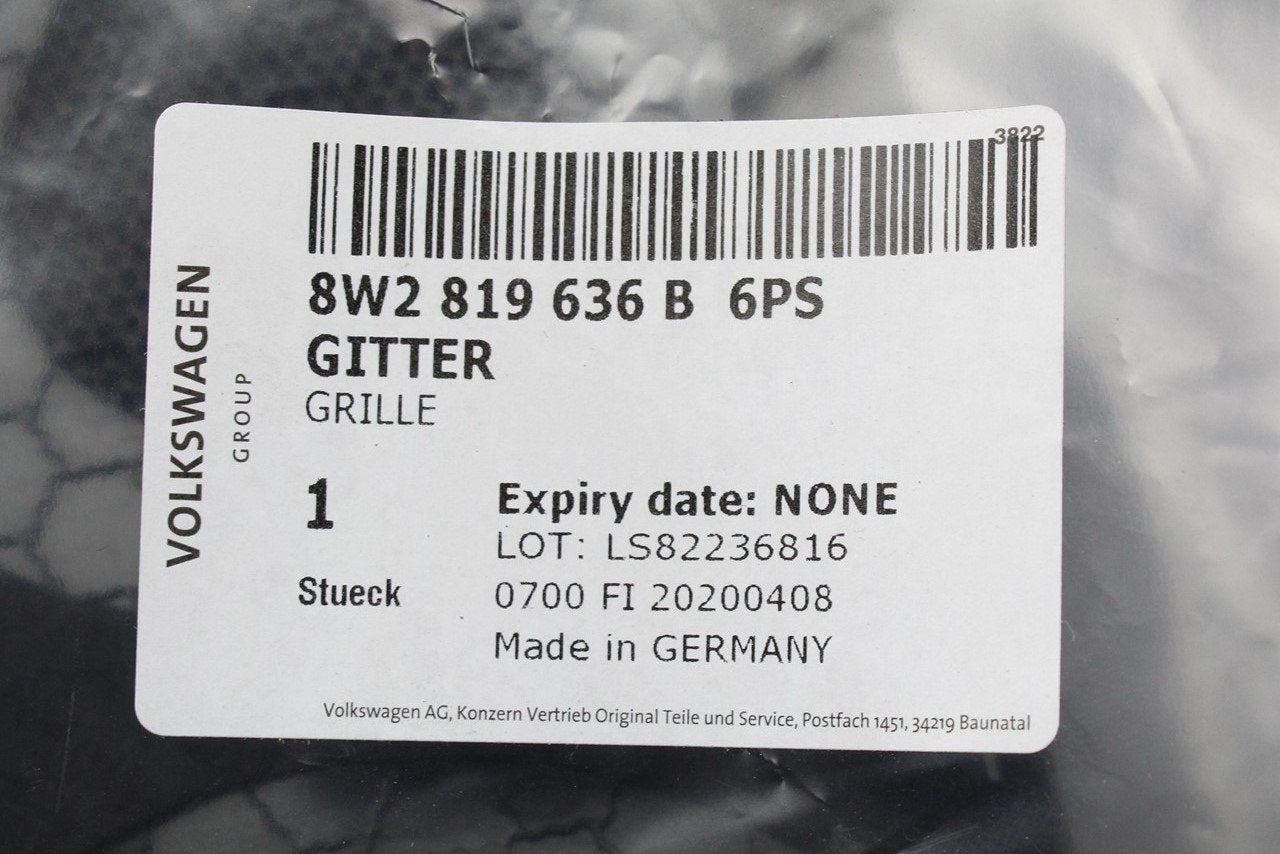 3822
8W2 819 636 B 6PS
GITTER
GRILLE
VOLKSWAGEN
GROUP
1
Stueck
Expiry date: NONE
LOT: LS82236816
0700 FI 20200408
Made in GERMANY
Volkswagen AG, Konzern Vertrieb Original Teile und Service, Postfach 1451, 34219 Baunatal